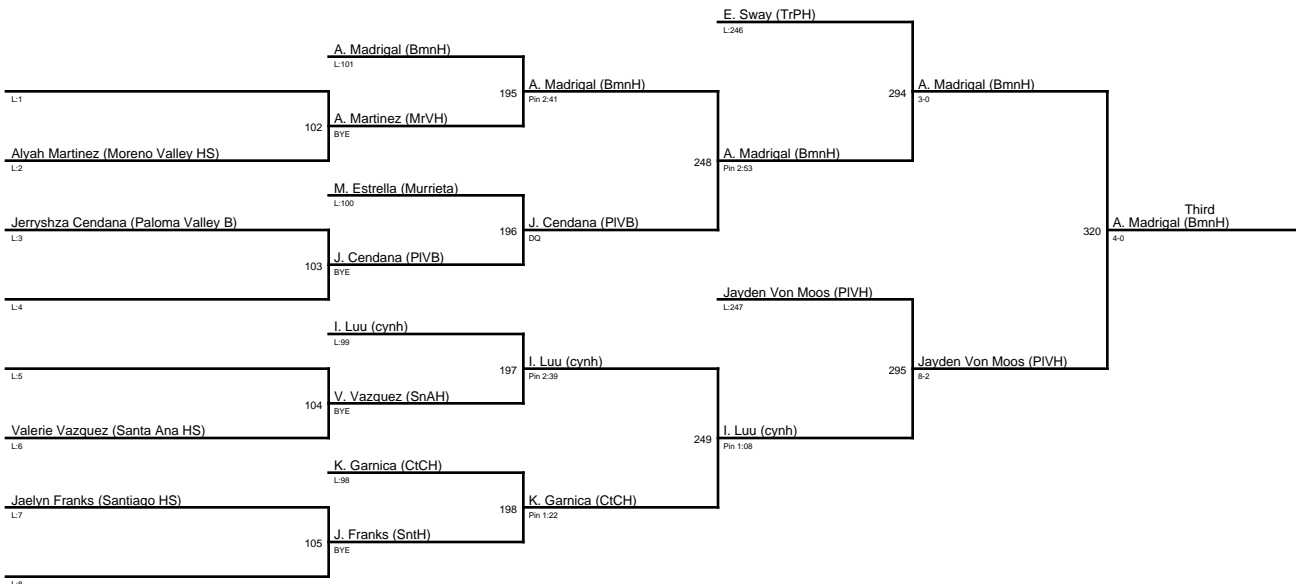 E. Sway (TrPH)
L:246
A. Madrigal (BmnH)
L:101
A. Madrigal (BmnH)
Pin 2:41
A. Madrigal (BmnH)
3-0
L:1
195
294
A. Martinez (MrVH)
BYE
102
Alyah Martinez (Moreno Valley HS)
L:2
A. Madrigal (BmnH)
Pin 2:53
248
M. Estrella (Murrieta)
L:100
Jerryshza Cendana (Paloma Valley B)
L:3
196
J. Cendana (PlVB)
DQ
320
Third
A. Madrigal (BmnH)
4-0
103
J. Cendana (PlVB)
BYE
L:4
Jayden Von Moos (PlVH)
L:247
I. Luu (cynh)
L:99
L:5
197
I. Luu (cynh)
Pin 2:39
295
Jayden Von Moos (PlVH)
8-2
104
V. Vazquez (SnAH)
BYE
Valerie Vazquez (Santa Ana HS)
L:6
249
I. Luu (cynh)
Pin 1:08
K. Garnica (CtCH)
L:98
Jaelyn Franks (Santiago HS)
L:7
198
K. Garnica (CtCH)
Pin 1:22
105
J. Franks (SntH)
BYE
L:8